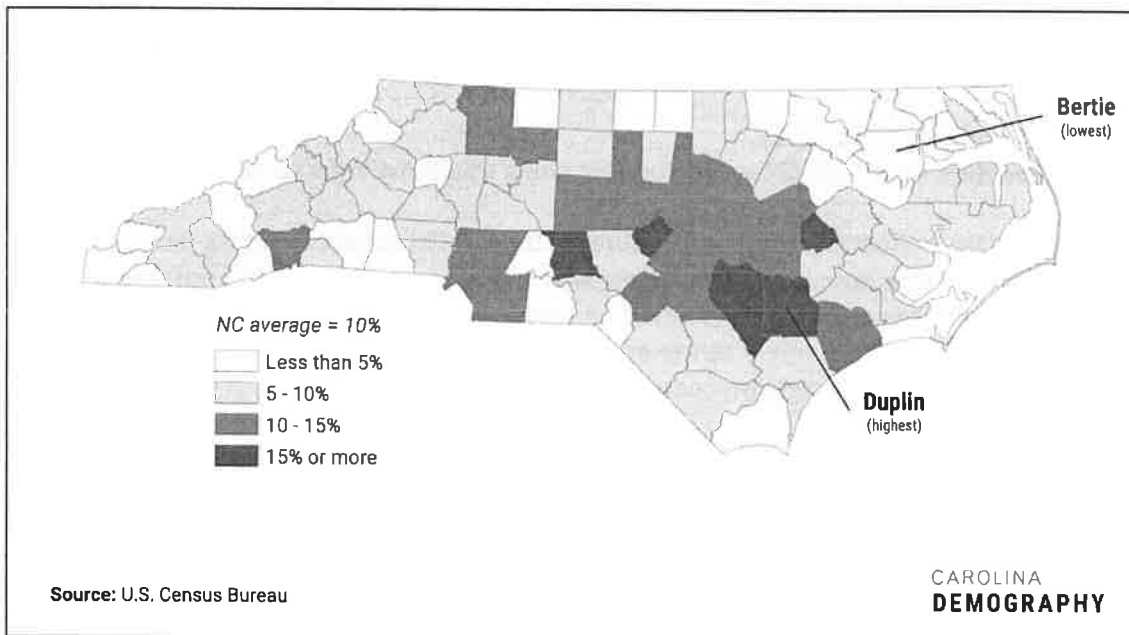 Bertie
(lowest)
NC average = 10%
Less than 5%
5 - 10%
10 - 15%
15% or more
Duplin
(highest)
Source: U.S. Census Bureau
CAROLINA
DEMOGRAPHY